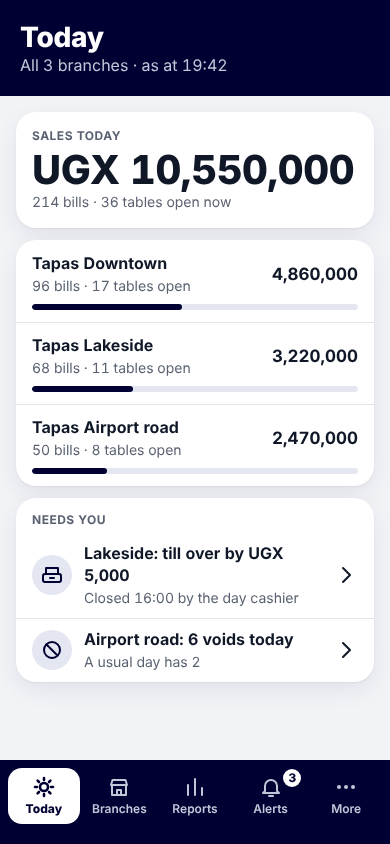 Today
All 3 branches · as at 19:42
SALES TODAY
UGX 10,550,000
214 bills · 36 tables open now
Tapas Downtown
96 bills · 17 tables open
4,860,000
Tapas Lakeside
68 bills · 11 tables open
3,220,000
Tapas Airport road
50 bills · 8 tables open
2,470,000
NEEDS YOU
Lakeside: till over by UGX
5,000
Closed 16:00 by the day cashier
Airport road: 6 voids today
A usual day has 2
3
Today
Branches
Reports
Alerts
More